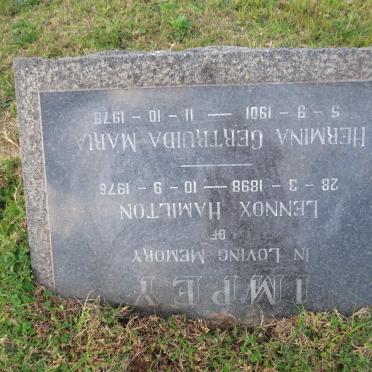 IMPEY
IN LOVING MEMORY
OF
LENNOX HAMILTON
28 - 3 - 1898 — 10 - 9 - 1976
HERMINA GERTRUIDA MARIA
5 - 9 - 1901 — 11 - 10 - 1979